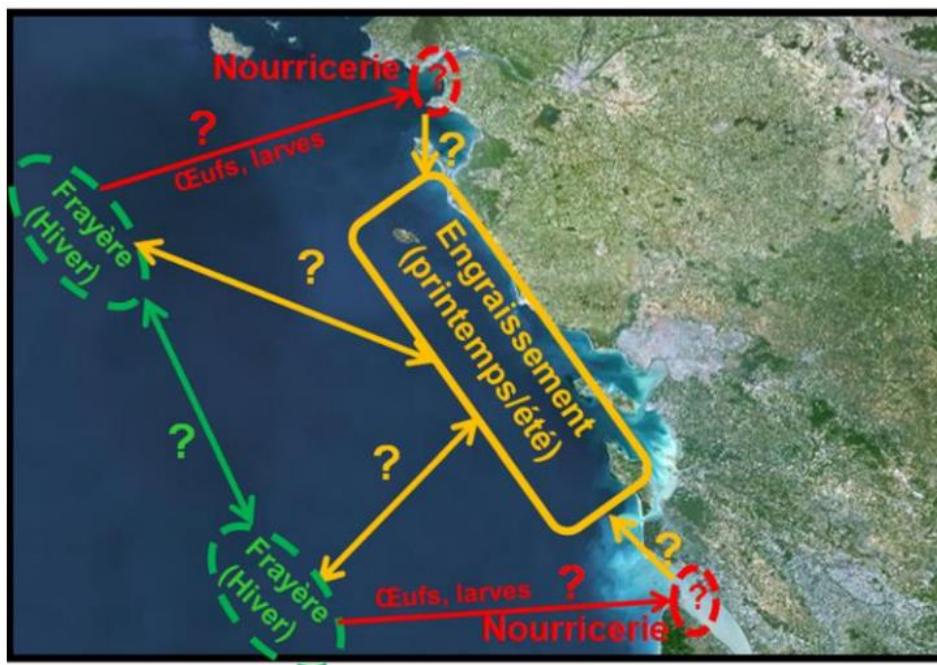 Nourricerie
?
?
Œufs, larves
?
Frayère
(Hiver)
?
Engraissement
(printemps/été)
?
?
Frayère
(Hiver)
?
Œufs, larves
?
?
Nourricerie